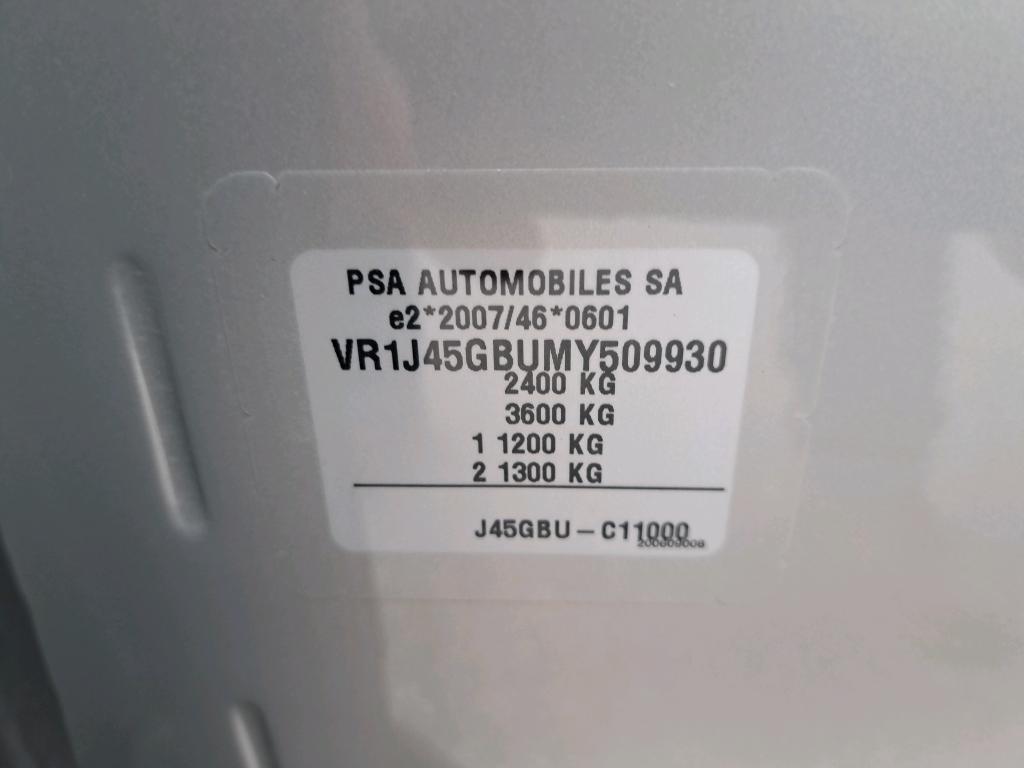 PSA AUTOMOBILES SA
e2*2007/46*0601
VR1J45GBUMY509930
2400 KG
3600 KG
1 1200 KG
2 1300 KG
J45GBU – C11000